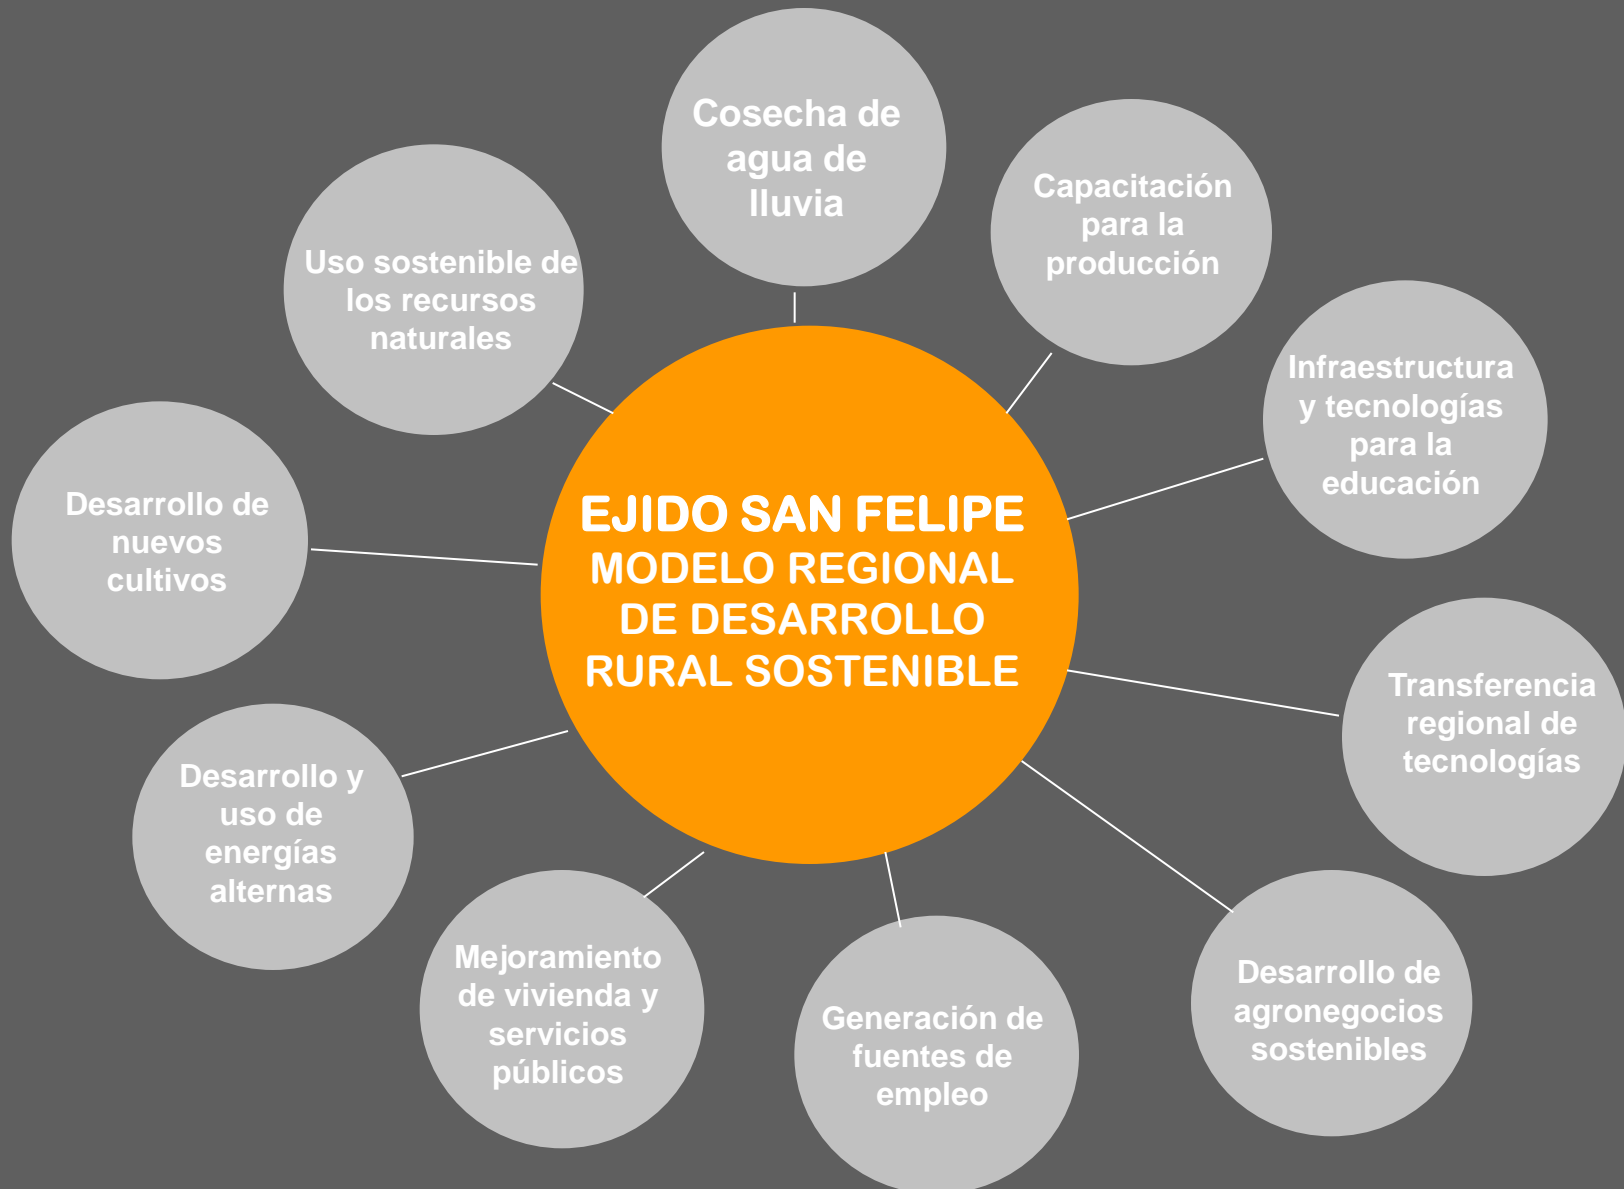 Cosecha de
agua de
lluvia
Capacitación
para la
producción
Uso sostenible de
los recursos
naturales
Infraestructura
y tecnologías
para la
educación
Desarrollo de
nuevos
cultivos
EJIDO SAN FELIPE
MODELO REGIONAL
DE DESARROLLO
RURAL SOSTENIBLE
Transferencia
regional de
tecnologías
Desarrollo y
uso de
energías
alternas
Mejoramiento
de vivienda y
servicios
públicos
Generación de
fuentes de
empleo
Desarrollo de
agronegocios
sostenibles